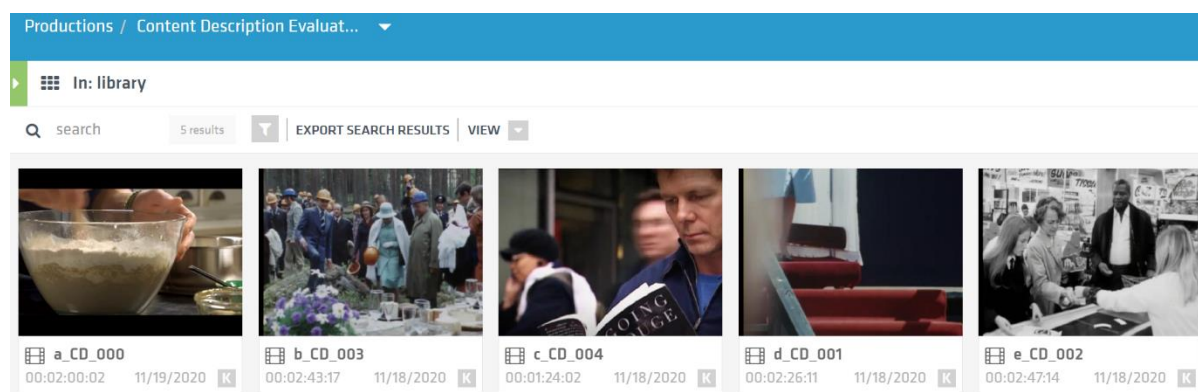 Productions / Content Description Evaluat...
In: library
search 5 results EXPORT SEARCH RESULTS VIEW
GOING
OUGE
a_CD_000 b_CD_003 c_CD_004 d_CD_001 e_CD_002
00:02:00:02 11/19/2020 K 00:02:43:17 11/18/2020 K 00:01:24:02 11/18/2020 K 00:02:26:11 11/18/2020 K 00:02:47:14 11/18/2020 K